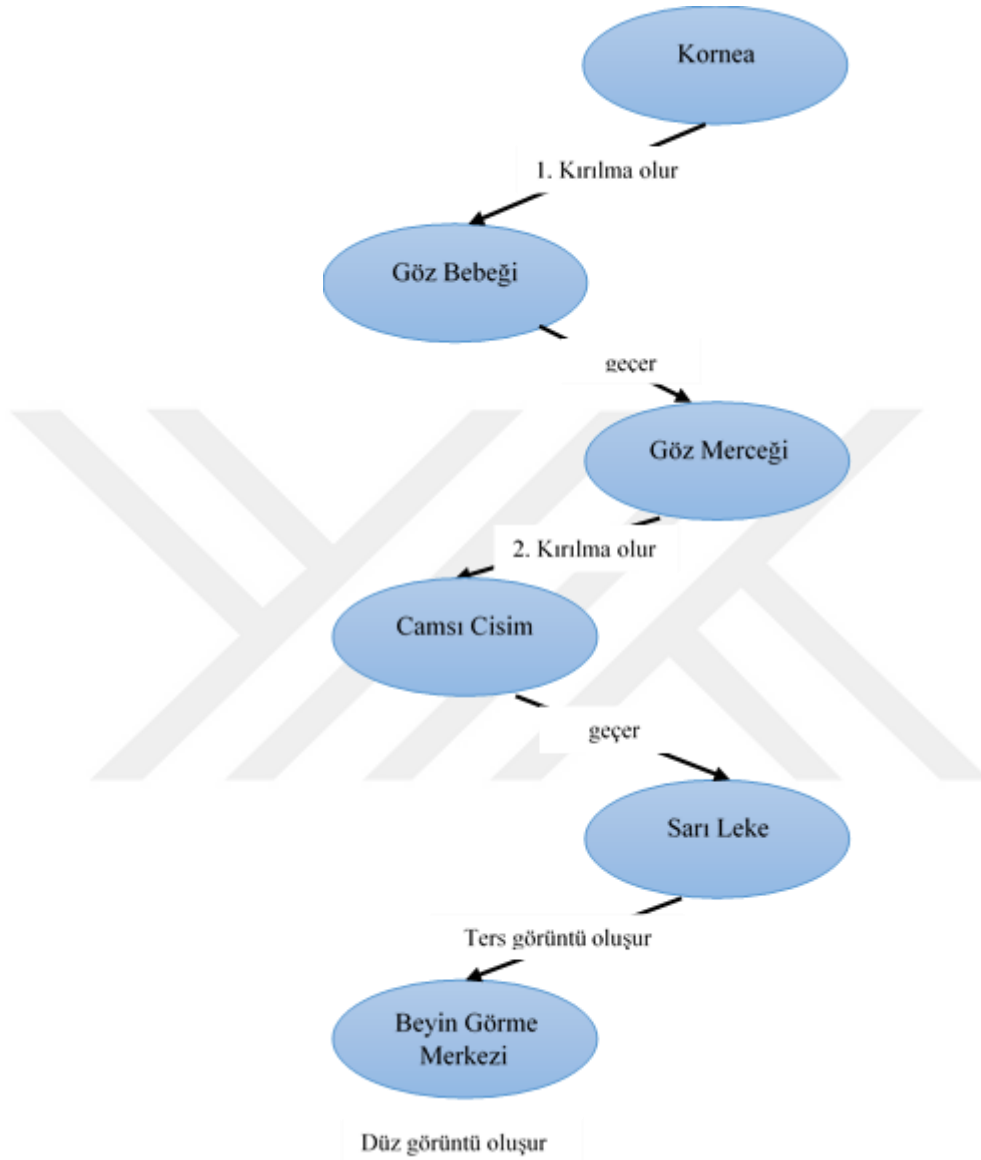 Kornea
1. Kırılma olur
Göz Bebeği
geçer
Göz Merceği
2. Kırılma olur
Camsı Cisim
geçer
Sarı Leke
Ters görüntü oluşur
Beyin Görme
Merkezi
Düz görüntü oluşur